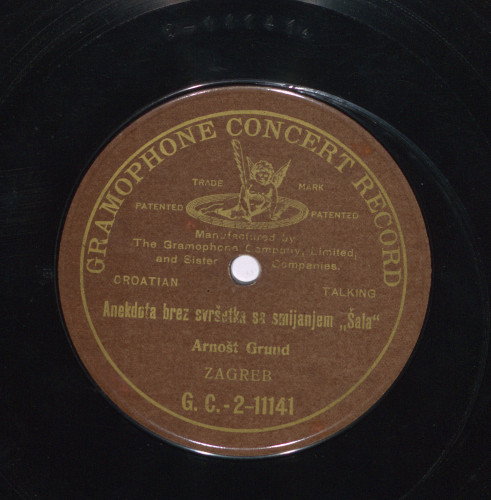 GRAMOPHONE CONCERT RECORD
TRADE MARK
PATENTED PATENTED
Manufactured by
The Gramophone Company, Limited,
and Sister Companies.
CROATIAN TALKING
Anekdota brez svršetka sa smijanjem „Šala“
Arnošt Grund
ZAGREB
G. C. - 2-11141